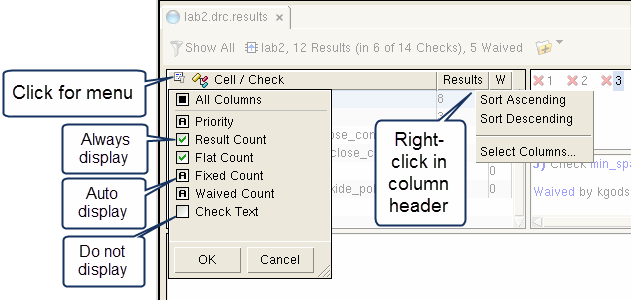 lab2.drc.results
Show All lab2, 12 Results (in 6 of 14 Checks), 5 Waived
Click for menu
Cell / Check Results W
1 2 3
All Columns
8
Sort Ascending
Sort Descending
Select Columns...
Priority
Result Count
Flat Count
Fixed Count
Waived Count
Check Text
OK Cancel
Always
display
Auto
display
Do not
display
Right-
click in
column
header
close_
0
0
Check min_spa
Waived by kgods